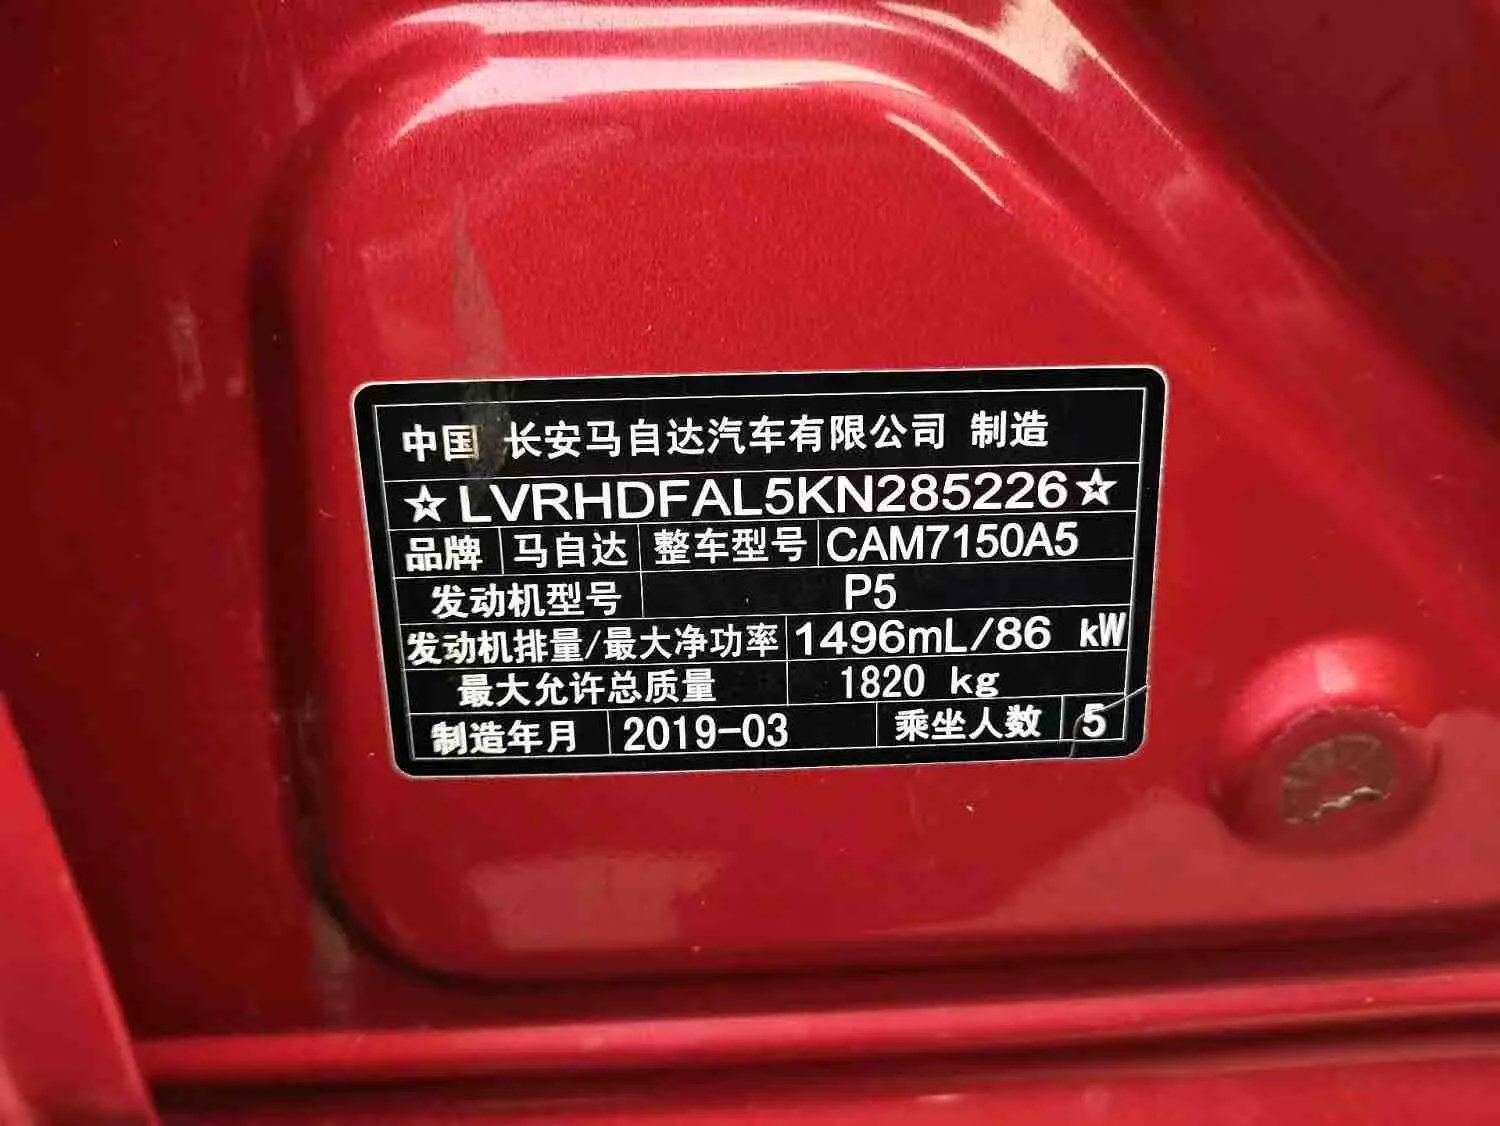 中国 长安马自达汽车有限公司 制造
☆LVRHDFAL5KN285226☆
品牌 马自达 整车型号 CAM7150A5
发动机型号 P5
发动机排量/最大净功率 1496mL/86 kW
最大允许总质量 1820 kg
制造年月 2019-03 乘坐人数 5